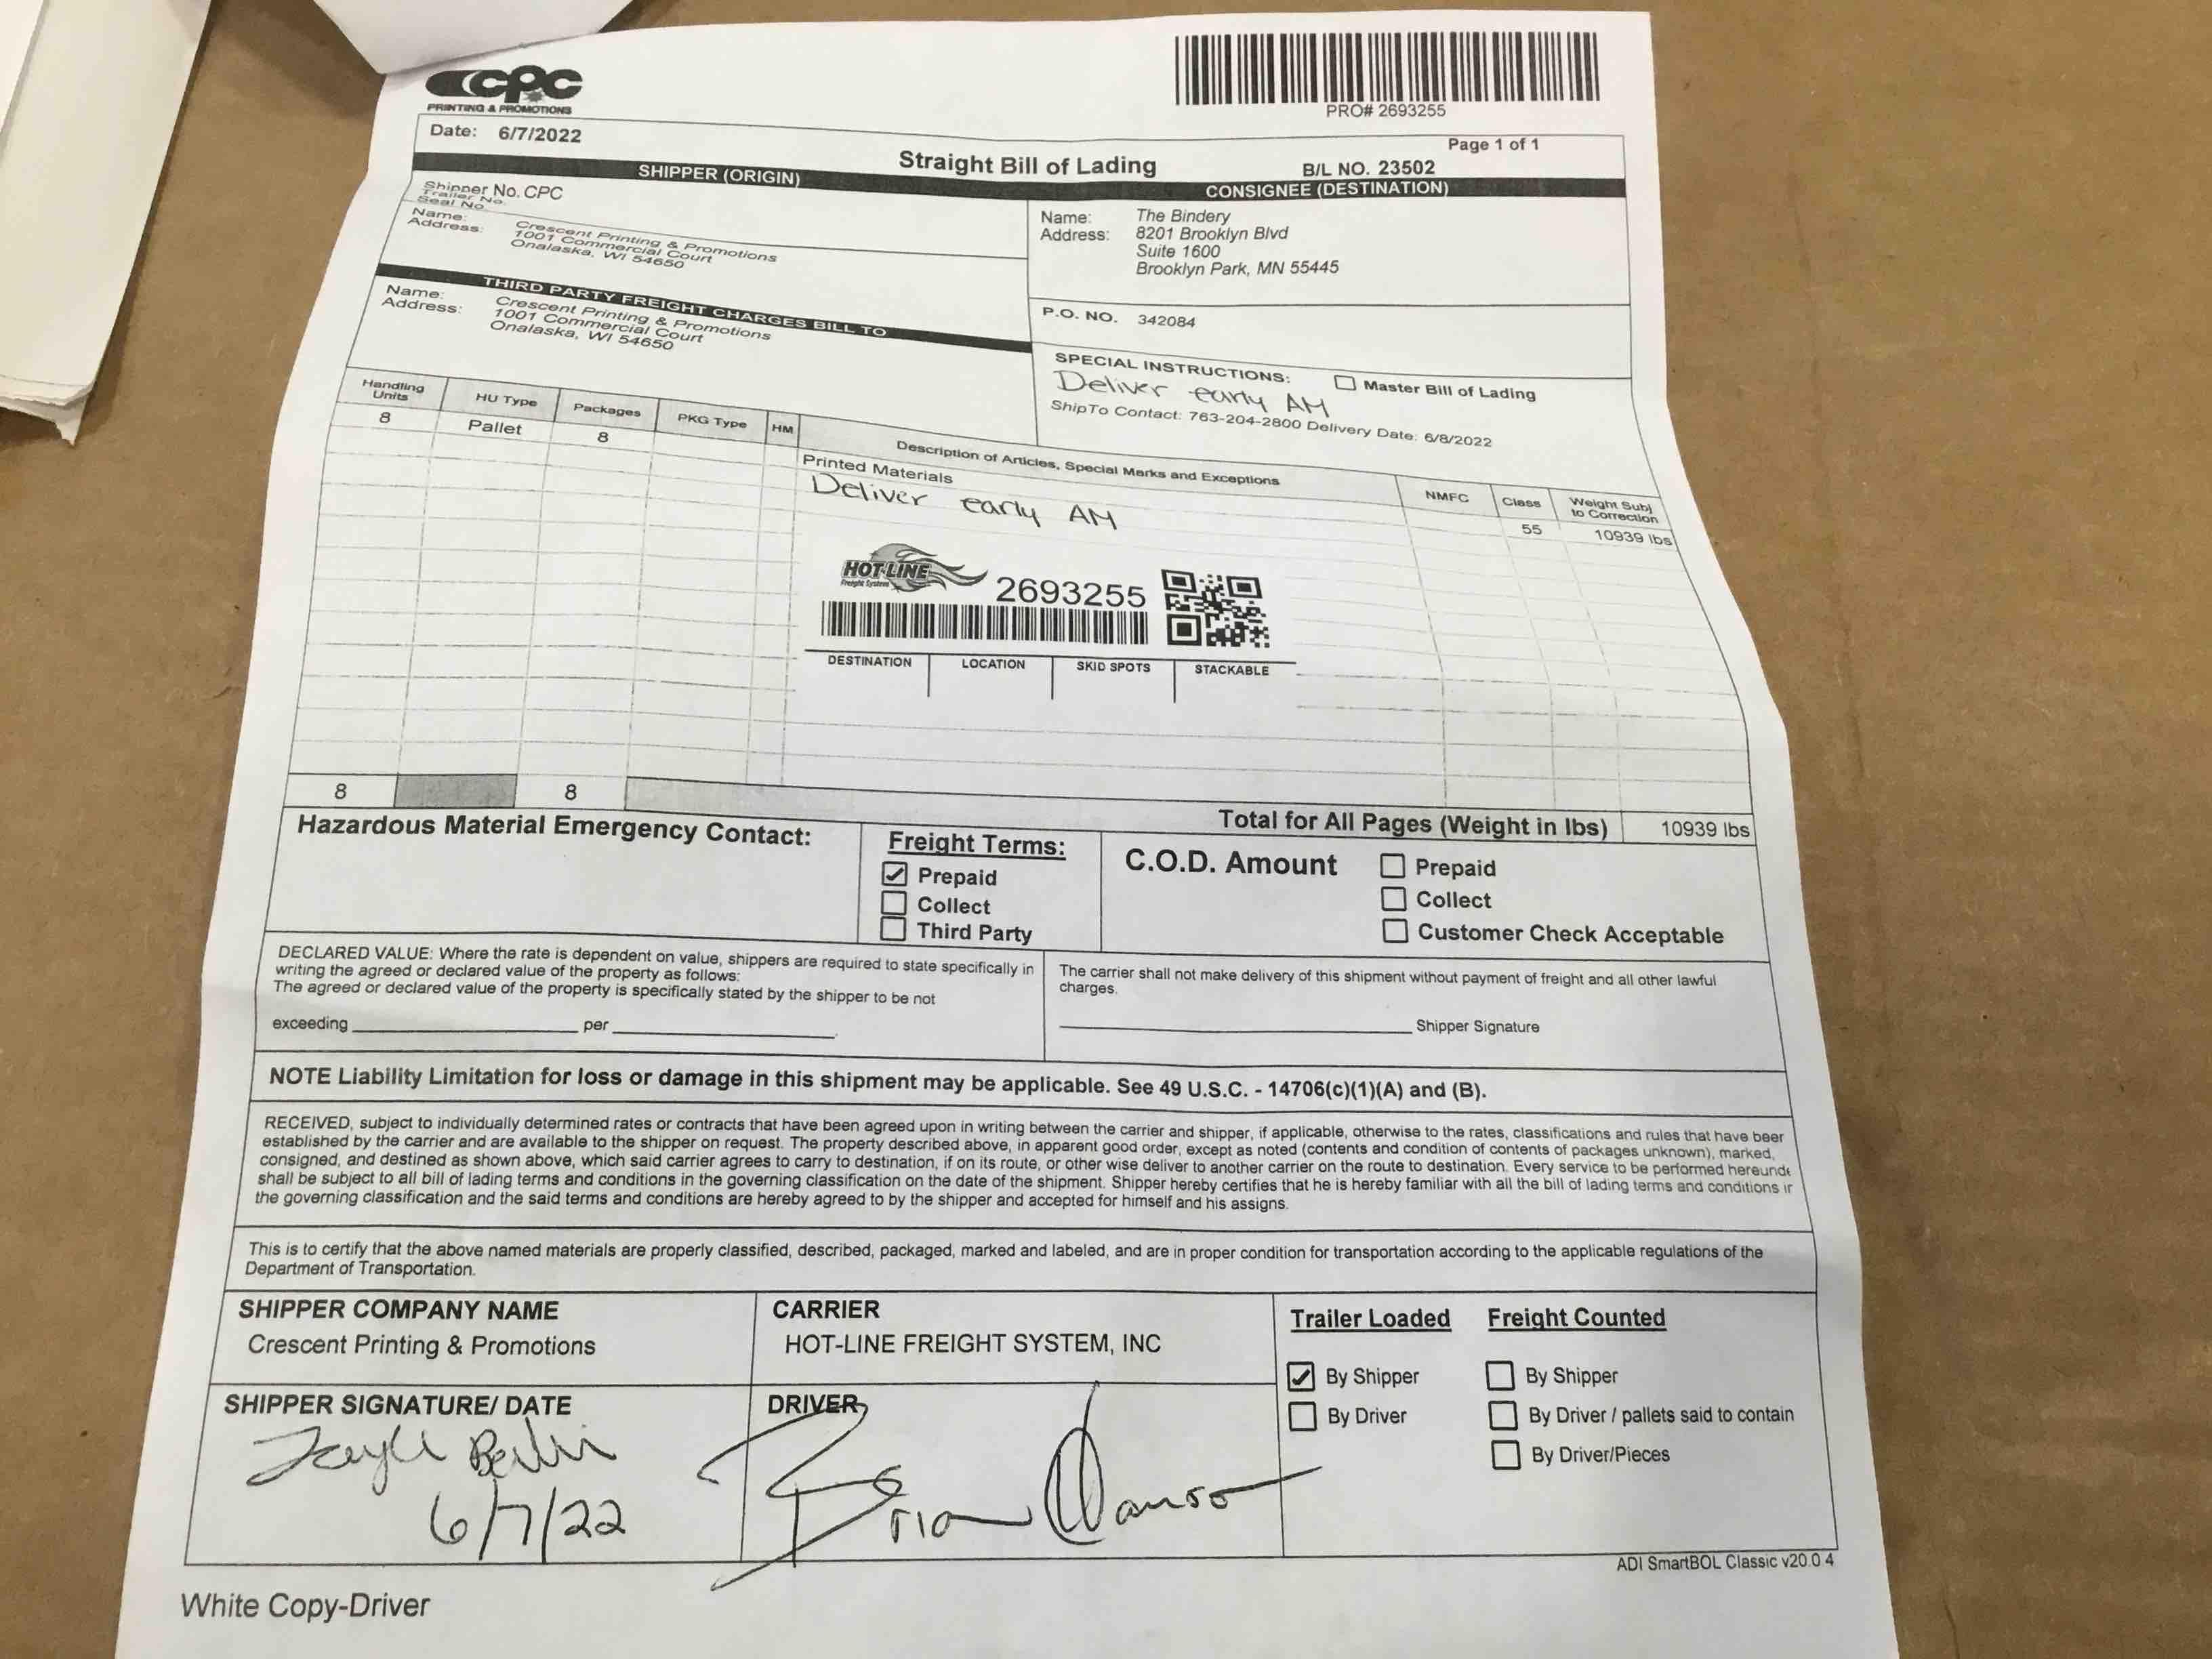 CPC
PRINTING & PROMOTIONS
PRO# 2693255
Date: 6/7/2022
Straight Bill of Lading
Page 1 of 1
B/L NO. 23502
SHIPPER (ORIGIN)
Shipper No. CPC
Trailer No.
Seal No.
Name: Crescent Printing & Promotions
Address: 1001 Commercial Court
Onalaska, WI 54650
CONSIGNEE (DESTINATION)
Name: The Bindery
Address: 8201 Brooklyn Blvd
Suite 1600
Brooklyn Park, MN 55445
THIRD PARTY FREIGHT CHARGES BILL TO
Name: Crescent Printing & Promotions
Address: 1001 Commercial Court
Onalaska, WI 54650
P.O. NO. 342084
SPECIAL INSTRUCTIONS: Master Bill of Lading
Deliver early AM
ShipTo Contact: 763-204-2800 Delivery Date: 6/8/2022
Handling Units HU Type Packages PKG Type HM Description of Articles, Special Marks and Exceptions NMFC Class Weight Subj to Correction
8 Pallet 8 Printed Materials 55 10939 lbs
Deliver early AM
HOT-LINE
Freight System
2693255
DESTINATION LOCATION SKID SPOTS STACKABLE
8 8
Total for All Pages (Weight in lbs) 10939 lbs
Hazardous Material Emergency Contact:
Freight Terms:
Prepaid
Collect
Third Party
C.O.D. Amount
Prepaid
Collect
Customer Check Acceptable
DECLARED VALUE: Where the rate is dependent on value, shippers are required to state specifically in
writing the agreed or declared value of the property as follows:
The agreed or declared value of the property is specifically stated by the shipper to be not
exceeding per .
The carrier shall not make delivery of this shipment without payment of freight and all other lawful
charges.
Shipper Signature
NOTE Liability Limitation for loss or damage in this shipment may be applicable. See 49 U.S.C. - 14706(c)(1)(A) and (B).
RECEIVED, subject to individually determined rates or contracts that have been agreed upon in writing between the carrier and shipper, if applicable, otherwise to the rates, classifications and rules that have beer
established by the carrier and are available to the shipper on request. The property described above, in apparent good order, except as noted (contents and condition of contents of packages unknown), marked,
consigned, and destined as shown above, which said carrier agrees to carry to destination, if on its route, or other wise deliver to another carrier on the route to destination. Every service to be performed hereunde
shall be subject to all bill of lading terms and conditions in the governing classification on the date of the shipment. Shipper hereby certifies that he is hereby familiar with all the bill of lading terms and conditions ir
the governing classification and the said terms and conditions are hereby agreed to by the shipper and accepted for himself and his assigns.
This is to certify that the above named materials are properly classified, described, packaged, marked and labeled, and are in proper condition for transportation according to the applicable regulations of the
Department of Transportation.
SHIPPER COMPANY NAME
Crescent Printing & Promotions
CARRIER
HOT-LINE FREIGHT SYSTEM, INC
Trailer Loaded
By Shipper
By Driver
Freight Counted
By Shipper
By Driver / pallets said to contain
By Driver/Pieces
SHIPPER SIGNATURE/ DATE
6/7/22
DRIVER
Brian
ADI SmartBOL Classic v20.0 4
White Copy-Driver